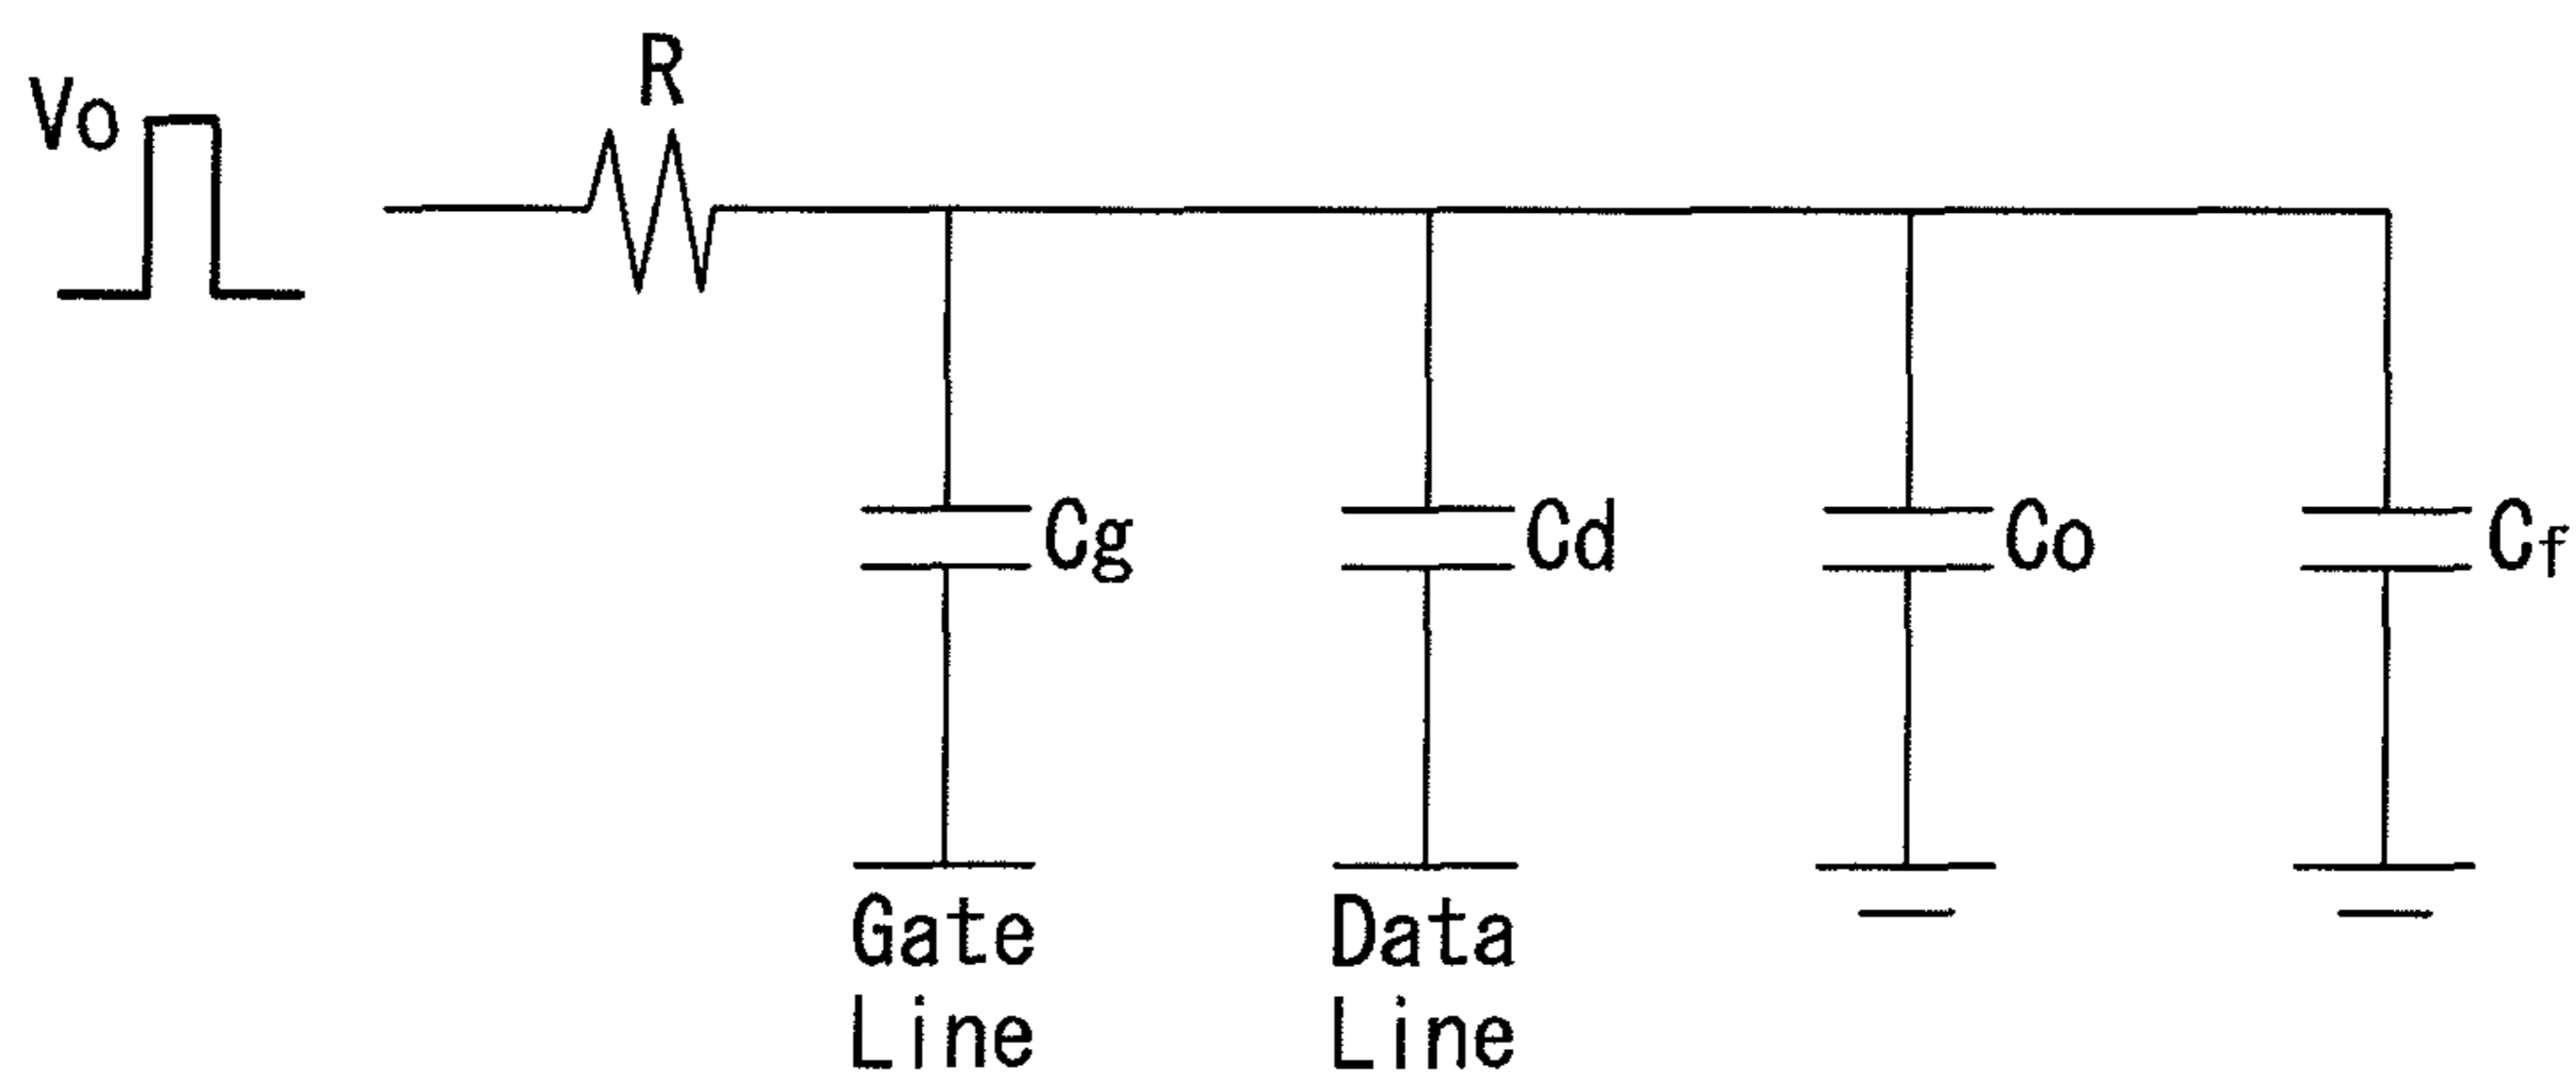 Vo
R
Cg
Cd
Co
Cf
Gate
Line
Data
Line